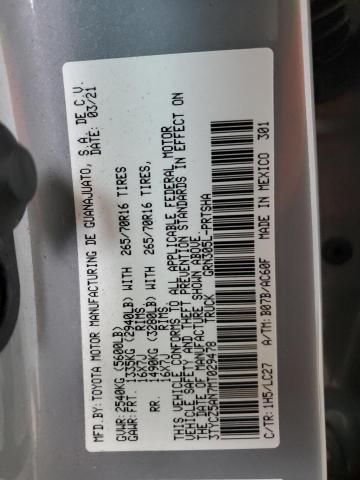 MFD.BY: TOYOTA MOTOR MANUFACTURING DE GUANAJUATO, S.A. DE C.V.
DATE: 03/21
GVWR: 2540KG (5600LB)
GAWR: FRT. 1335KG (2940LB) WITH 265/70R16 TIRES
16X7J RIMS
RR. 1490KG (3280LB) WITH 265/70R16 TIRES,
16X7J RIMS
THIS VEHICLE CONFORMS TO ALL APPLICABLE FEDERAL MOTOR
VEHICLE SAFETY AND THEFT PREVENTION STANDARDS IN EFFECT ON
THE DATE OF MANUFACTURE SHOWN ABOVE.
3TYCZ5AN7MT029478 TRUCK GRN305L-PRTSHA
C/TR: 1H5/LC27 A/TM: B07B/AC60F MADE IN MEXICO 301